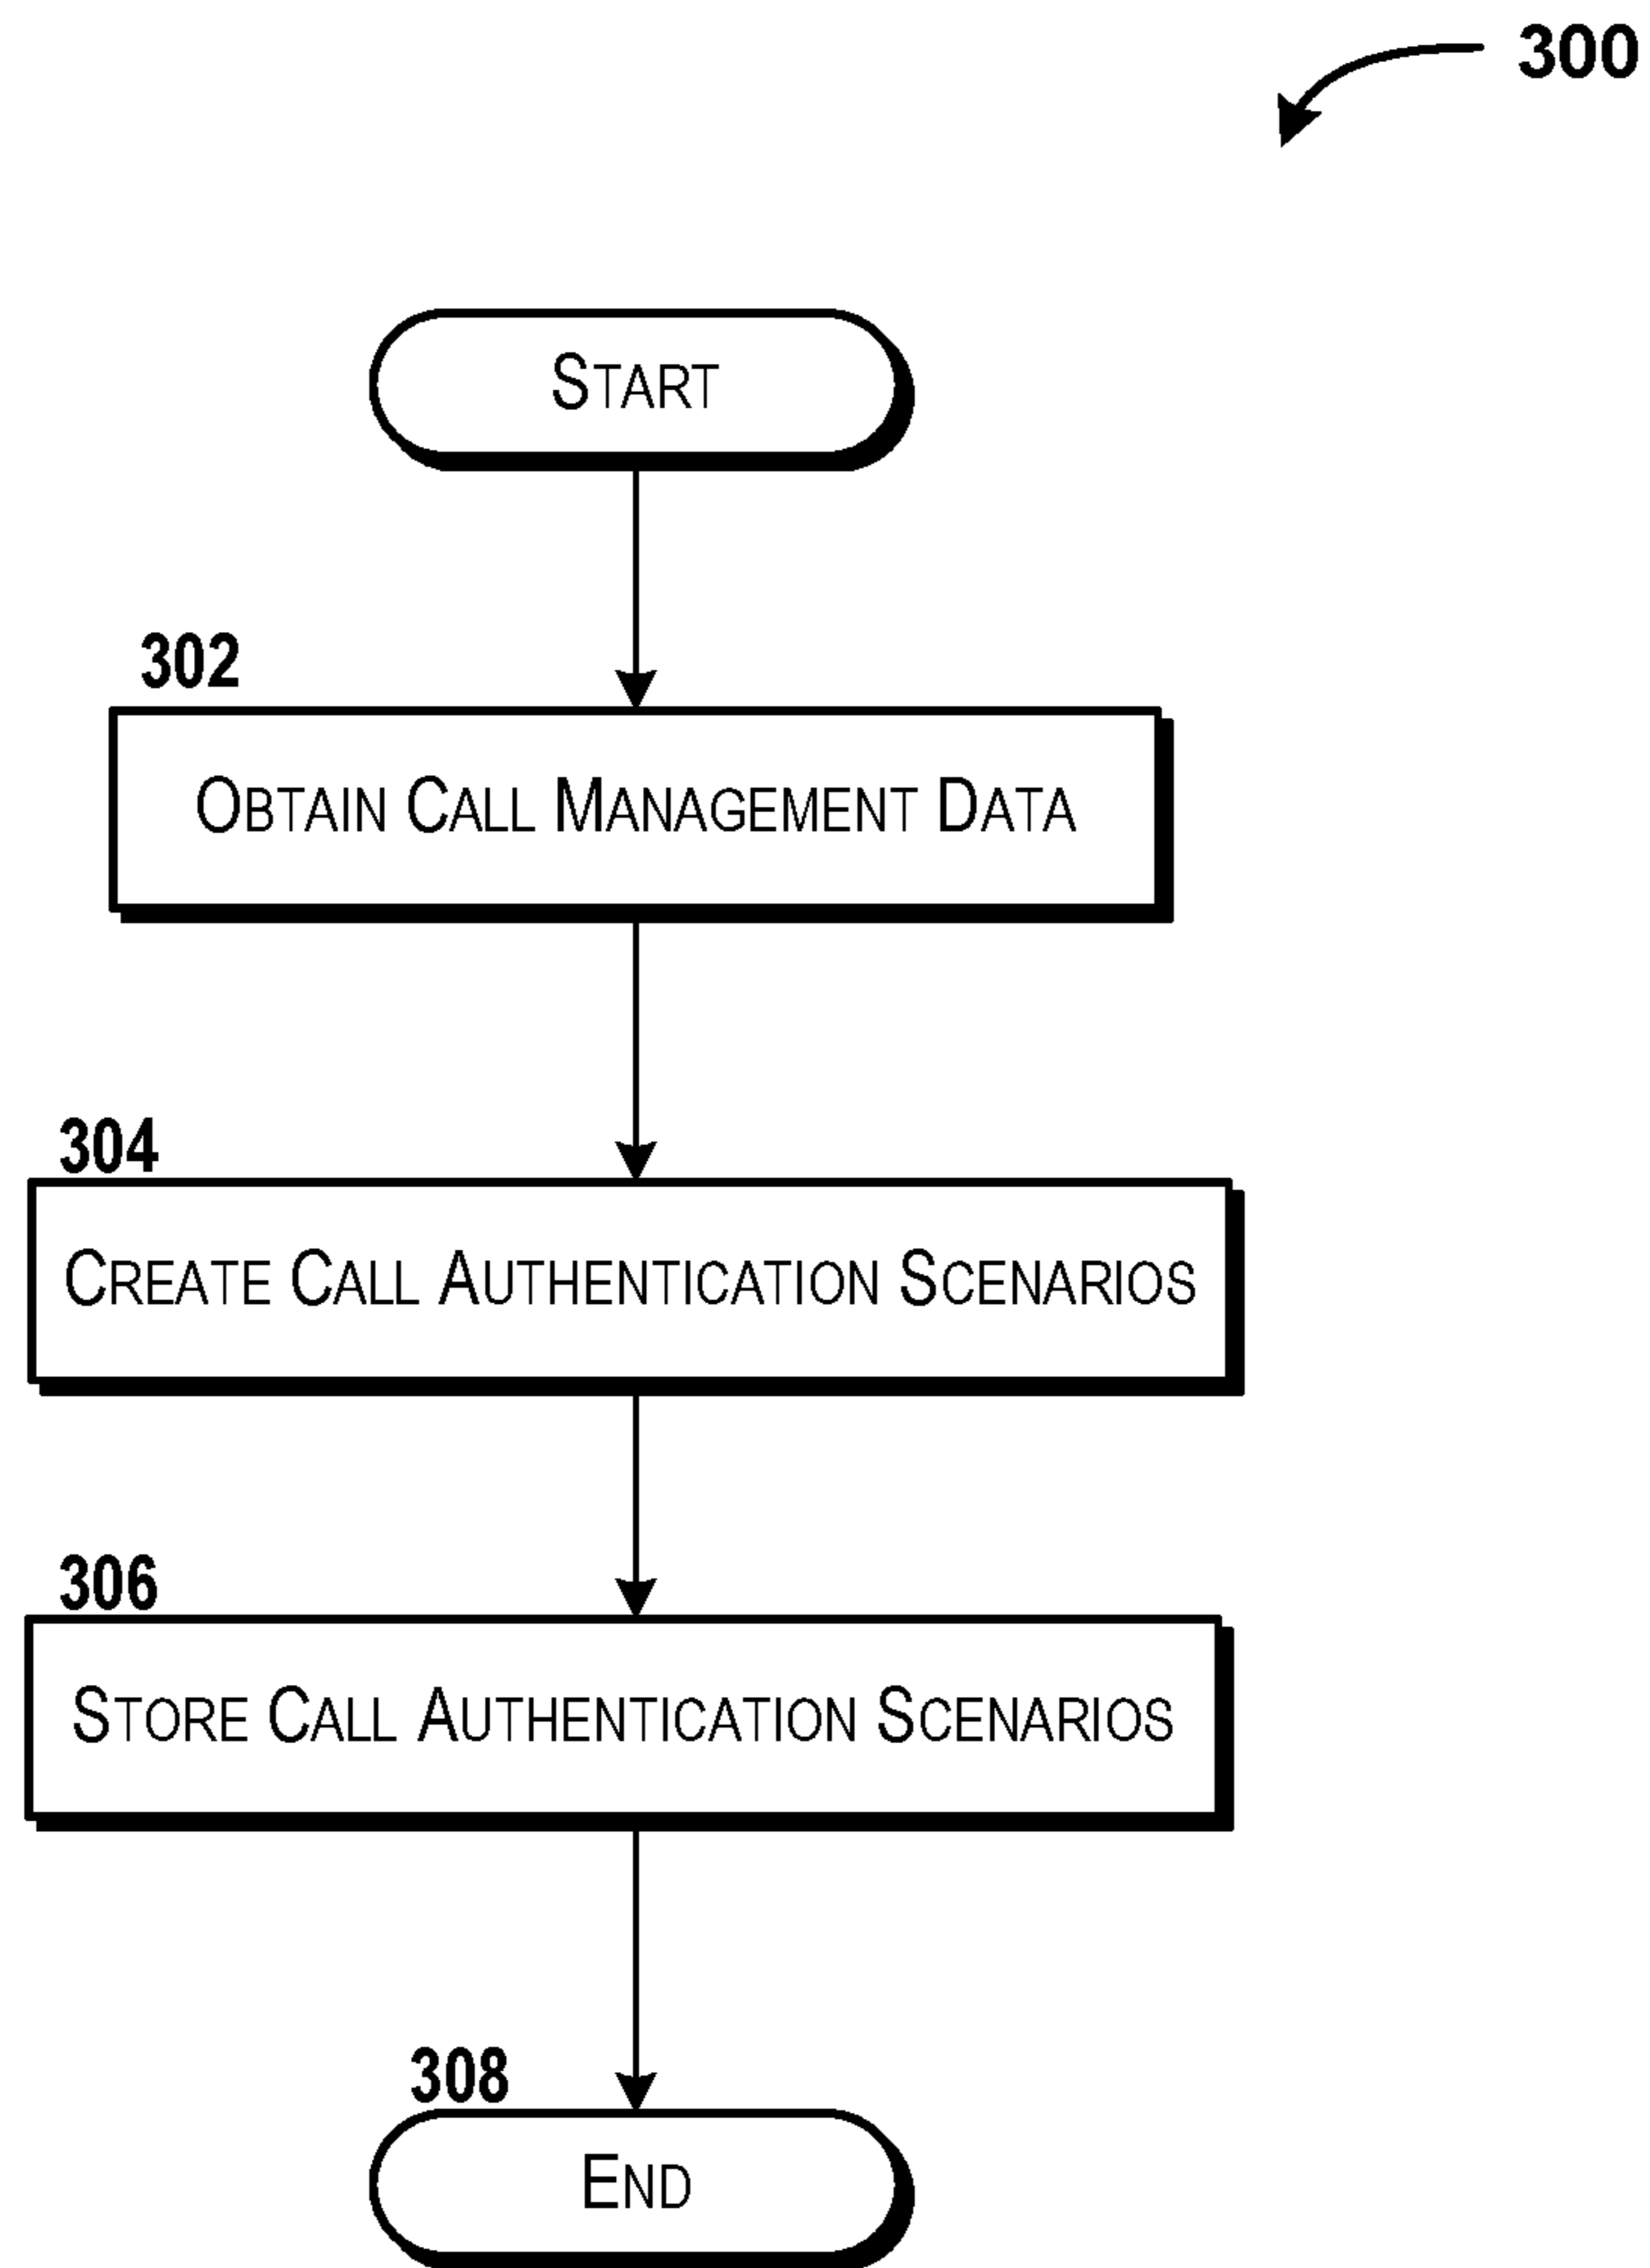 300
START
302
OBTAIN CALL MANAGEMENT DATA
304
CREATE CALL AUTHENTICATION SCENARIOS
306
STORE CALL AUTHENTICATION SCENARIOS
308
END